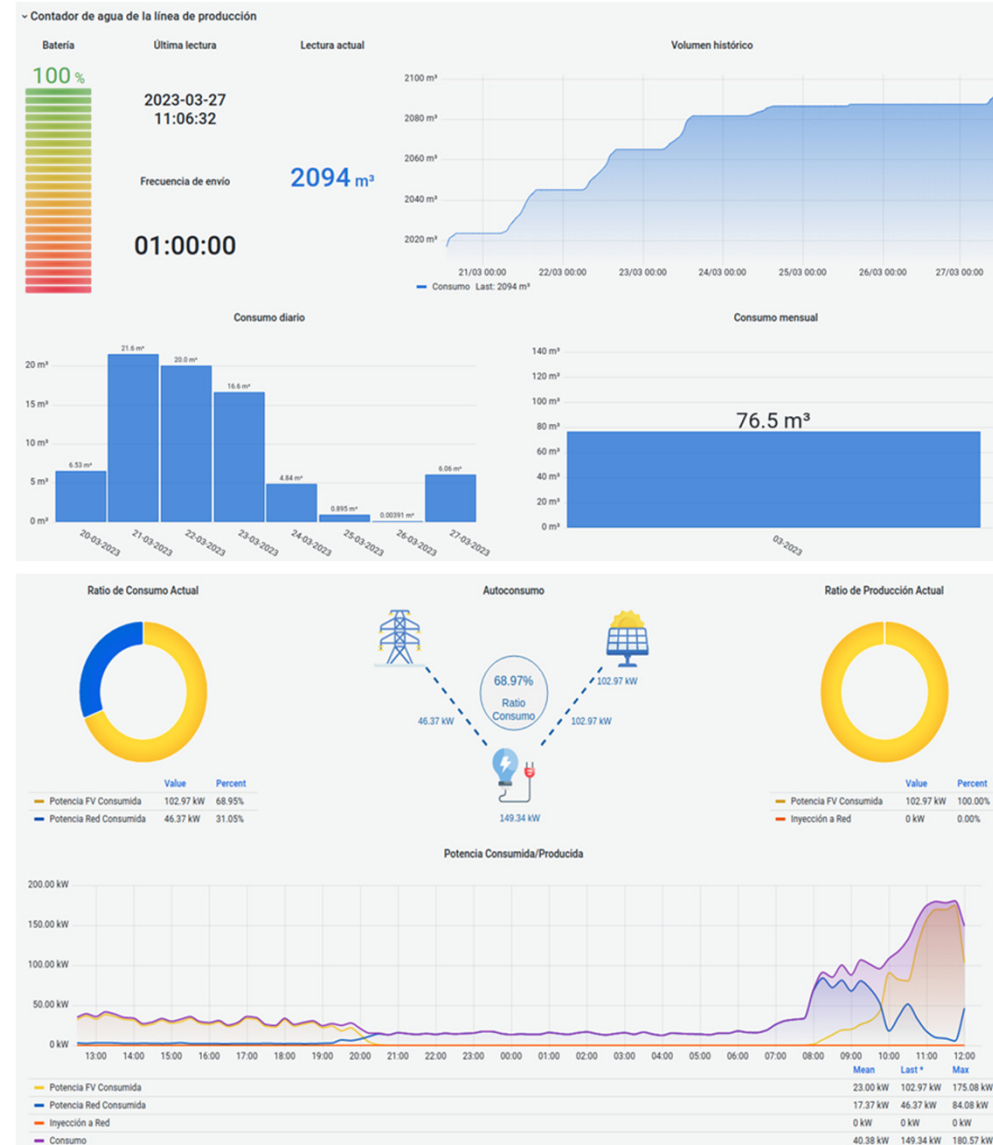 Contador de agua de la línea de producción
Batería
Última lectura
Lectura actual
Volumen histórico
100 %
2023-03-27
11:06:32
Frecuencia de envío
01:00:00
2094 m³
2100 m³
2080 m³
2060 m³
2040 m³
2020 m³
21/03 00:00 22/03 00:00 23/03 00:00 24/03 00:00 25/03 00:00 26/03 00:00 27/03 00:00
Consumo Last: 2094 m³
Consumo diario
20 m³
15 m³
10 m³
5 m³
0 m³
6.53 m³
21.6 m³
20.0 m³
16.6 m³
4.84 m³
0.895 m³
0.00391 m³
6.06 m³
20-03-2023 21-03-2023 22-03-2023 23-03-2023 24-03-2023 25-03-2023 26-03-2023 27-03-2023
Consumo mensual
140 m³
120 m³
100 m³
80 m³
60 m³
40 m³
20 m³
0 m³
76.5 m³
03-2023
Ratio de Consumo Actual
Value Percent
Potencia FV Consumida 102.97 kW 68.95%
Potencia Red Consumida 46.37 kW 31.05%
Autoconsumo
68.97%
Ratio
Consumo
102.97 kW
46.37 kW
102.97 kW
149.34 kW
Ratio de Producción Actual
Value Percent
Potencia FV Consumida 102.97 kW 100.00%
Inyección a Red 0 kW 0.00%
Potencia Consumida/Producida
200.00 kW
150.00 kW
100.00 kW
50.00 kW
0 kW
13:00 14:00 15:00 16:00 17:00 18:00 19:00 20:00 21:00 22:00 23:00 00:00 01:00 02:00 03:00 04:00 05:00 06:00 07:00 08:00 09:00 10:00 11:00 12:00
Mean Last * Max
Potencia FV Consumida 23.00 kW 102.97 kW 175.08 kW
Potencia Red Consumida 17.37 kW 46.37 kW 84.08 kW
Inyección a Red 0 kW 0 kW 0 kW
Consumo 40.38 kW 149.34 kW 180.57 kW